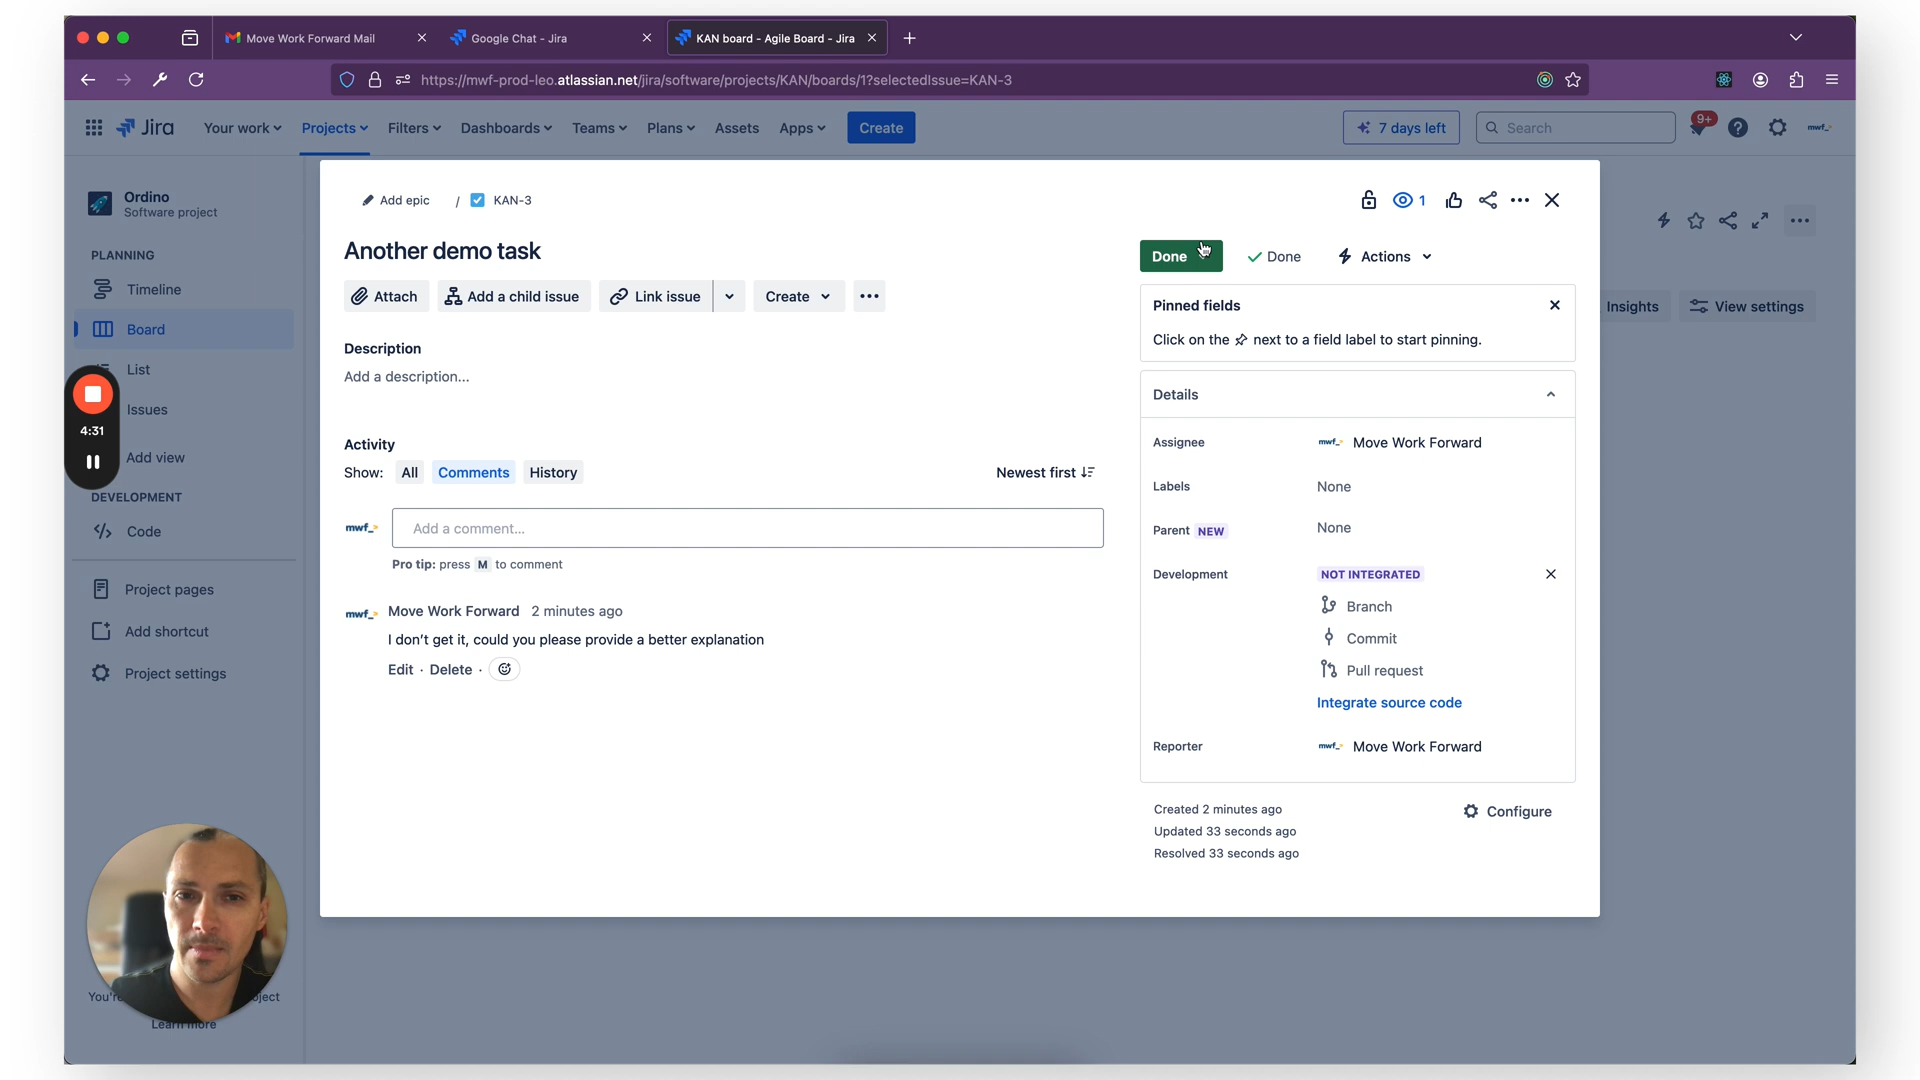 Move Work Forward Mail
Google Chat - Jira
KAN board - Agile Board - Jira
https://mwf-prod-leo.atlassian.net/jira/software/projects/KAN/boards/1?selectedIssue=KAN-3
Jira
Your work
Projects
Filters
Dashboards
Teams
Plans
Assets
Apps
Create
7 days left
Search
9+
mwf_
Ordino
Software project
PLANNING
Timeline
Board
List
Issues
Add view
DEVELOPMENT
Code
Project pages
Add shortcut
Project settings
4:31
Learn more
Insights
View settings
Add epic / KAN-3
1
Another demo task
Attach
Add a child issue
Link issue
Create
Description
Add a description...
Activity
Show: All Comments History
Newest first
mwf_
Add a comment...
Pro tip: press M to comment
mwf_
Move Work Forward 2 minutes ago
I don't get it, could you please provide a better explanation
Edit · Delete ·
Done
Done
Actions
Pinned fields
Click on the next to a field label to start pinning.
Details
Assignee
mwf_ Move Work Forward
Labels
None
Parent NEW
None
Development
NOT INTEGRATED
Branch
Commit
Pull request
Integrate source code
Reporter
mwf_ Move Work Forward
Created 2 minutes ago
Updated 33 seconds ago
Resolved 33 seconds ago
Configure